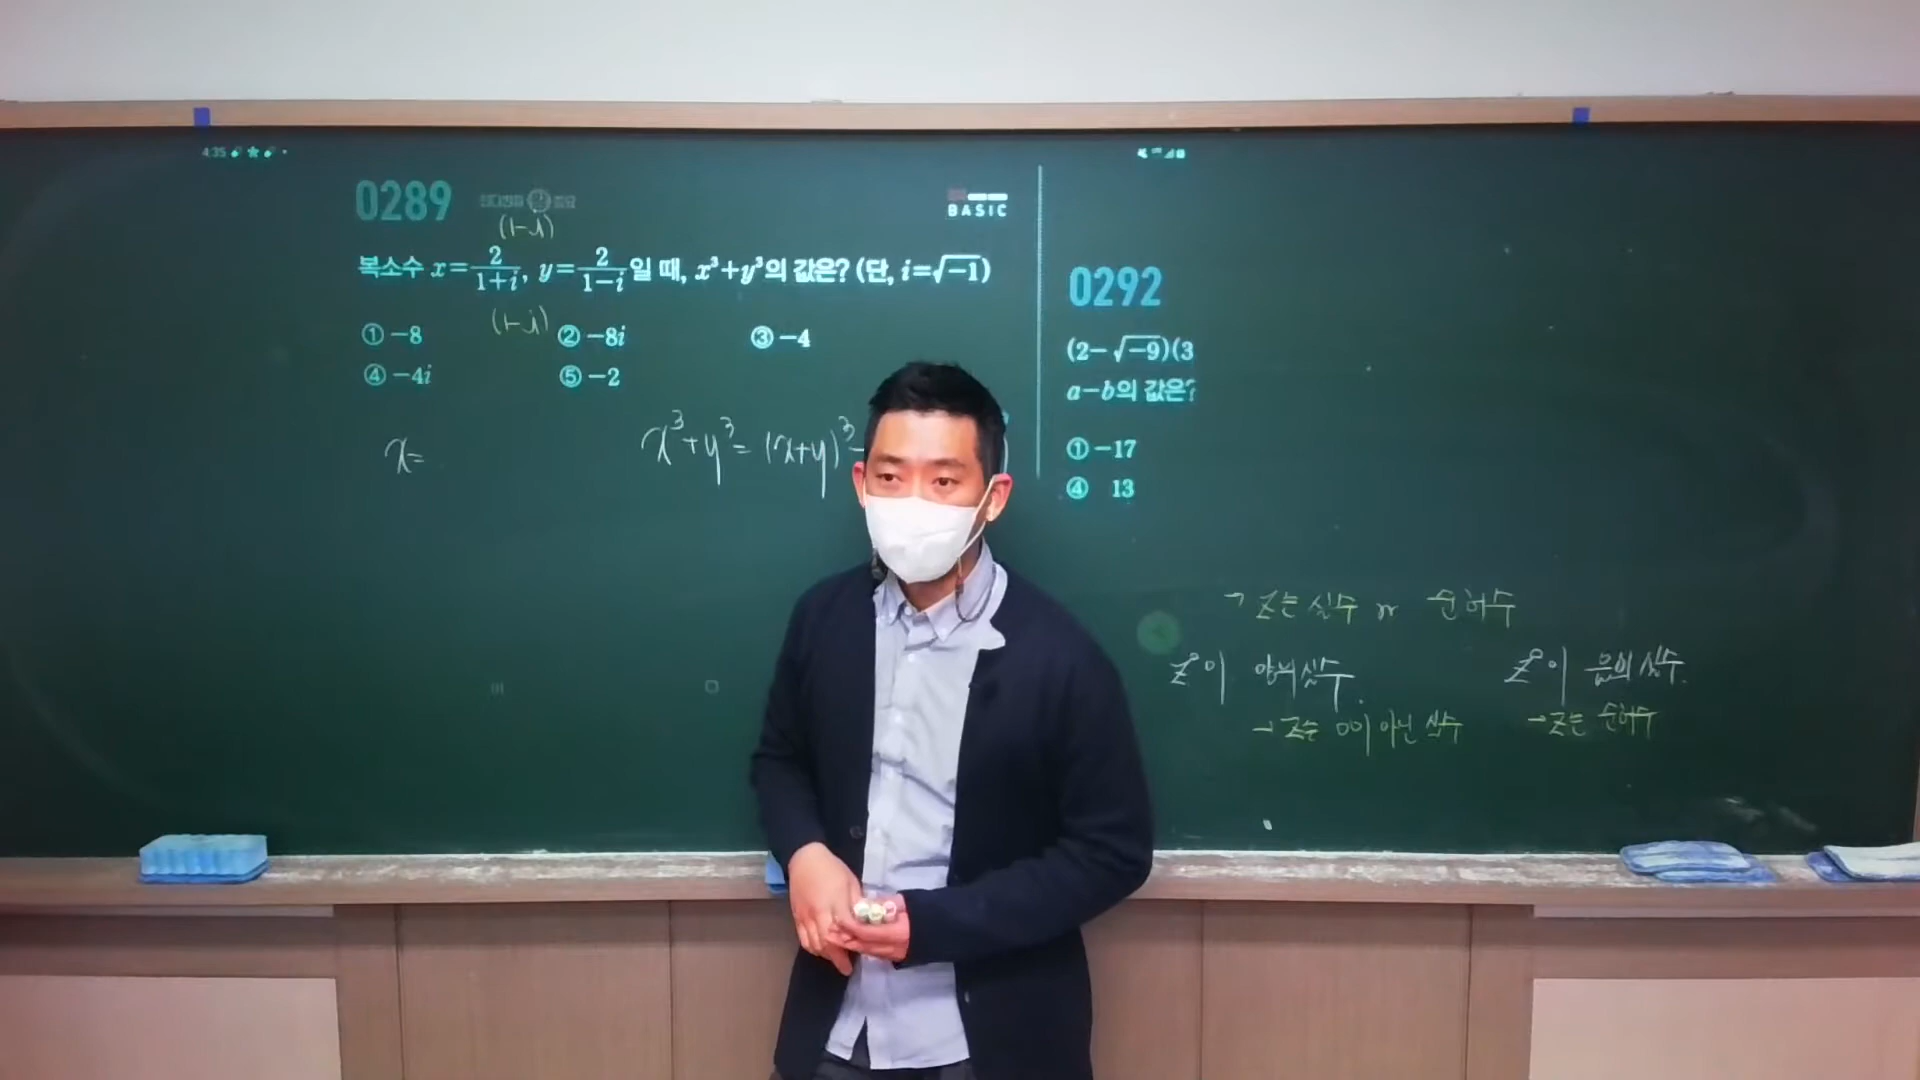 4:35
0289
BASIC
(1-i)
복소수 x=2/(1+i), y=2/(1-i)일 때, x³+y³의 값은? (단, i=√-1)
(1-i)
① -8 ② -8i ③ -4
④ -4i ⑤ -2
x=
x³+y³=(x+y)³-
0292
(2-√-9)(3
a-b의 값은?
① -17
④ 13
→ Z는 실수 or 순허수
Z²이 양의실수.
→ Z는 0이 아닌 실수
Z²이 음의실수.
→ Z는 순허수